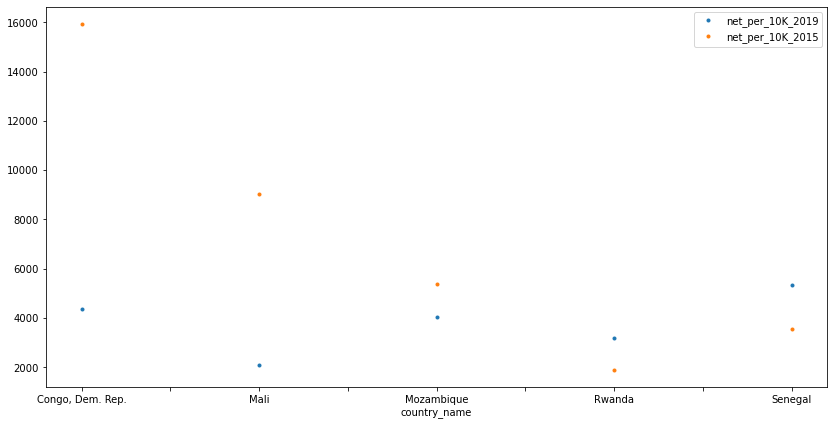 net_per_10K_2019
net_per_10K_2015
16000
14000
12000
10000
8000
6000
4000
2000
Congo, Dem. Rep. Mali Mozambique Rwanda Senegal
country_name